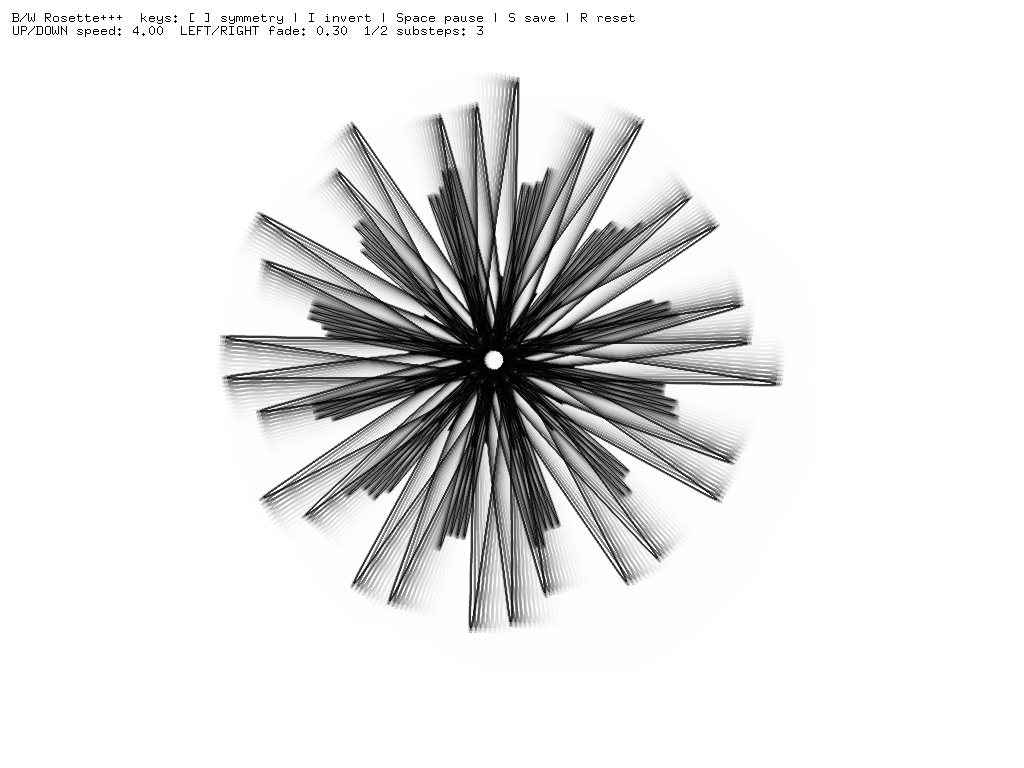 B/W Rosette+++  keys: [ ] symmetry | I invert | Space pause | S save | R reset
UP/DOWN speed: 4.00  LEFT/RIGHT fade: 0.30  1/2 substeps: 3